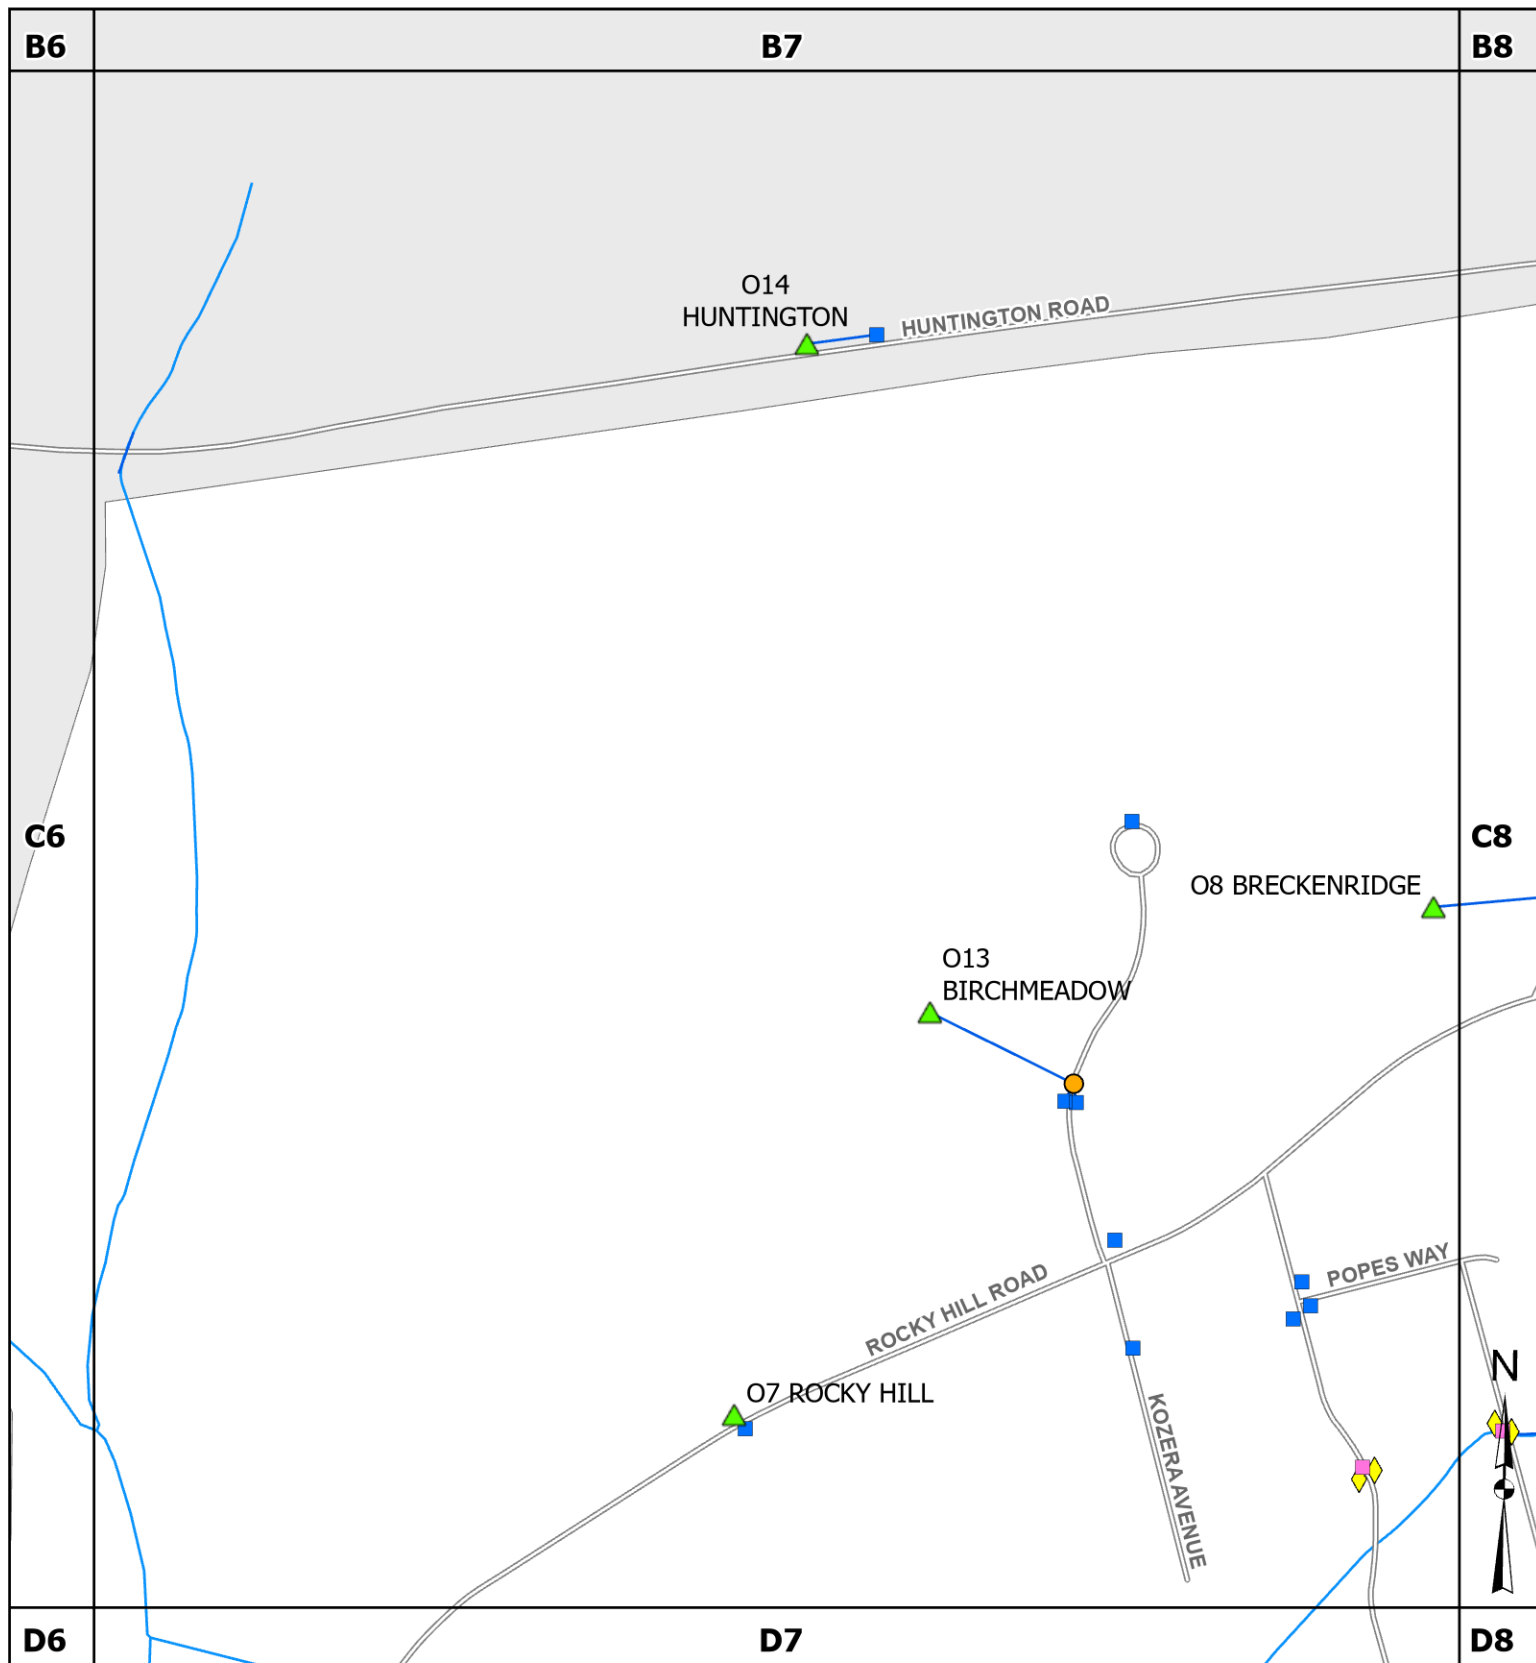 B6
B7
B8
O14
HUNTINGTON
HUNTINGTON ROAD
C6
C8
O8 BRECKENRIDGE
O13
BIRCHMEADOW
POPES WAY
ROCKY HILL ROAD
N
O7 ROCKY HILL
KOZERA AVENUE
D6
D7
D8